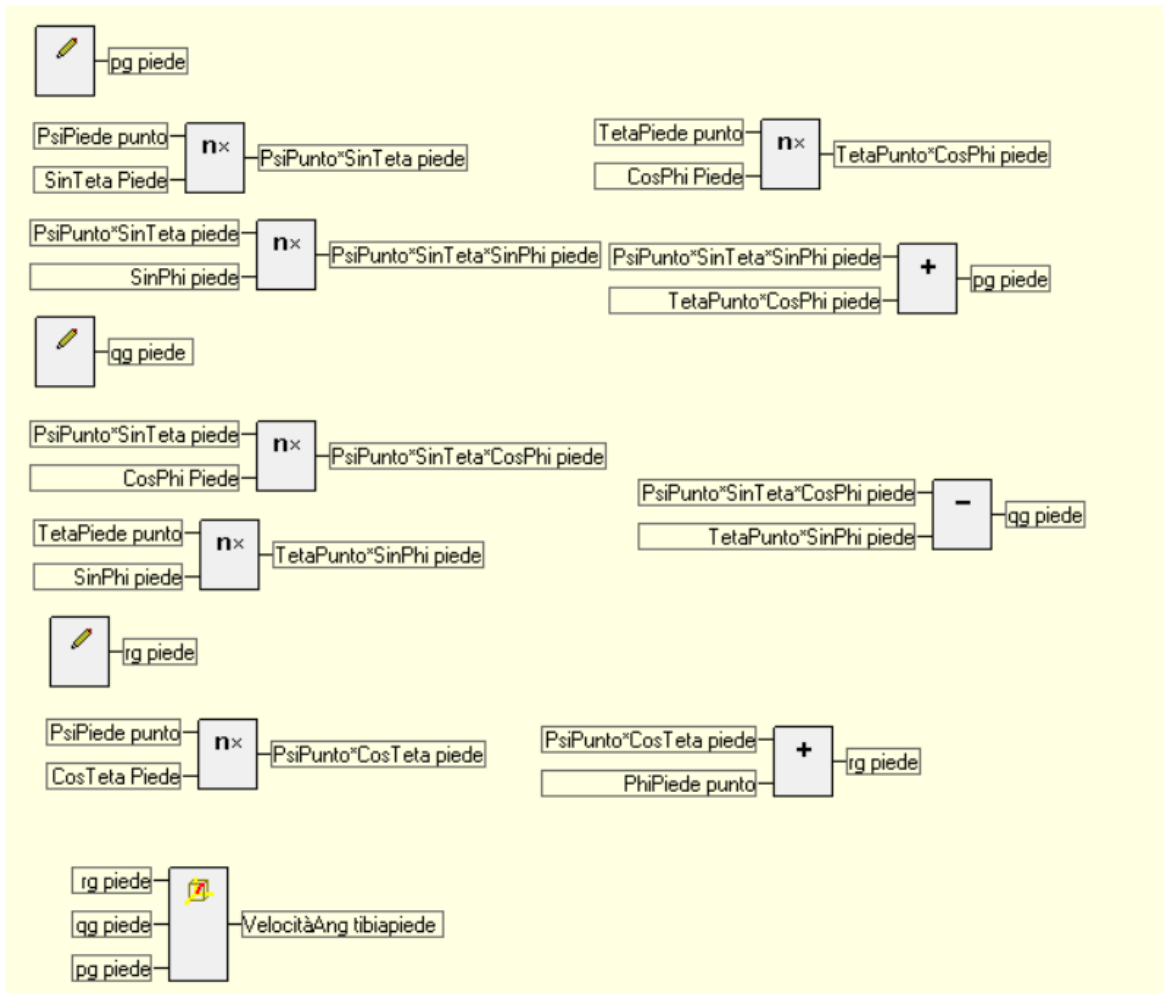 pg piede
PsiPiede punto
n×
SinTeta Piede
PsiPunto*SinTeta piede
TetaPiede punto
n×
CosPhi Piede
TetaPunto*CosPhi piede
PsiPunto*SinTeta piede
n×
SinPhi piede
PsiPunto*SinTeta*SinPhi piede
PsiPunto*SinTeta*SinPhi piede
+
TetaPunto*CosPhi piede
pg piede
qg piede
PsiPunto*SinTeta piede
n×
CosPhi Piede
PsiPunto*SinTeta*CosPhi piede
TetaPiede punto
n×
SinPhi piede
TetaPunto*SinPhi piede
PsiPunto*SinTeta*CosPhi piede
−
TetaPunto*SinPhi piede
qg piede
rg piede
PsiPiede punto
n×
CosTeta Piede
PsiPunto*CosTeta piede
PsiPunto*CosTeta piede
+
PhiPiede punto
rg piede
rg piede
qg piede
pg piede
VelocitàAng tibiapiede